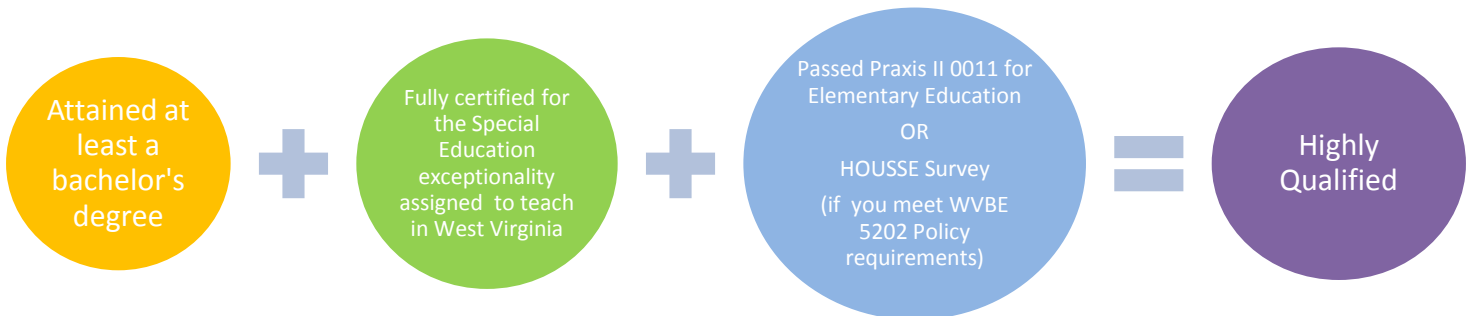 Attained at
least a
bachelor's
degree
Fully certified for
the Special
Education
exceptionality
assigned to teach
in West Virginia
Passed Praxis II 0011 for
Elementary Education
OR
HOUSSE Survey
(if you meet WVBE
5202 Policy
requirements)
Highly
Qualified